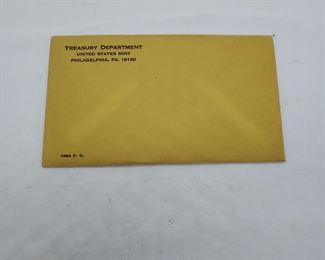 TREASURY DEPARTMENT
UNITED STATES MINT
PHILADELPHIA, PA. 19130
1964 P. C.